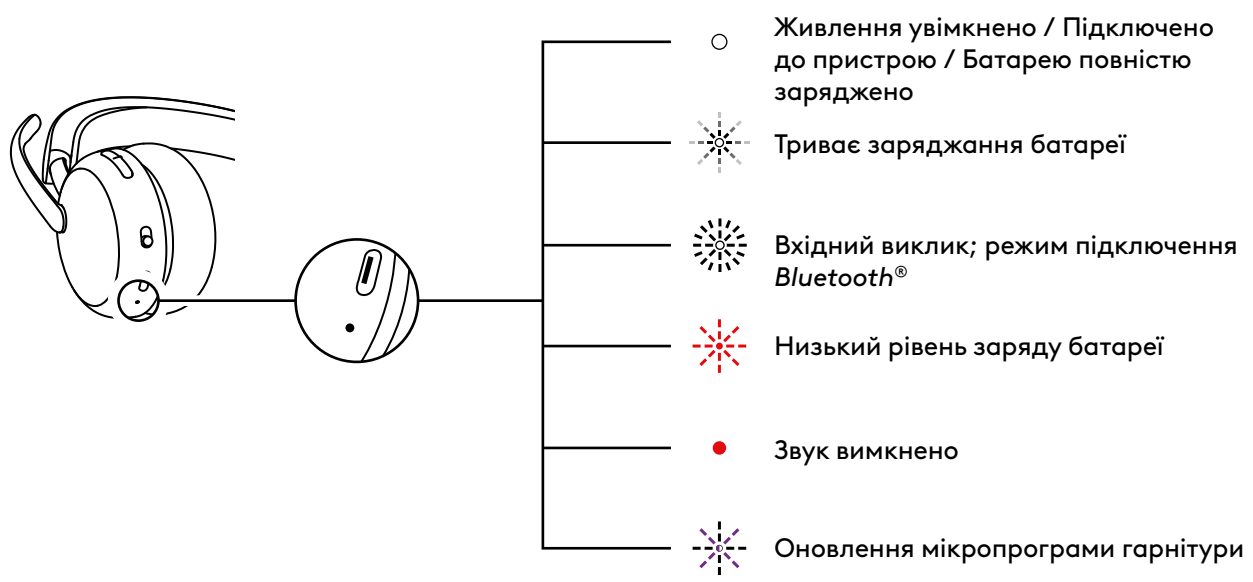 Живлення увімкнено / Підключено
до пристрою / Батарею повністю
заряджено
Триває заряджання батареї
Вхідний виклик; режим підключення
Bluetooth®
Низький рівень заряду батареї
Звук вимкнено
Оновлення мікропрограми гарнітури